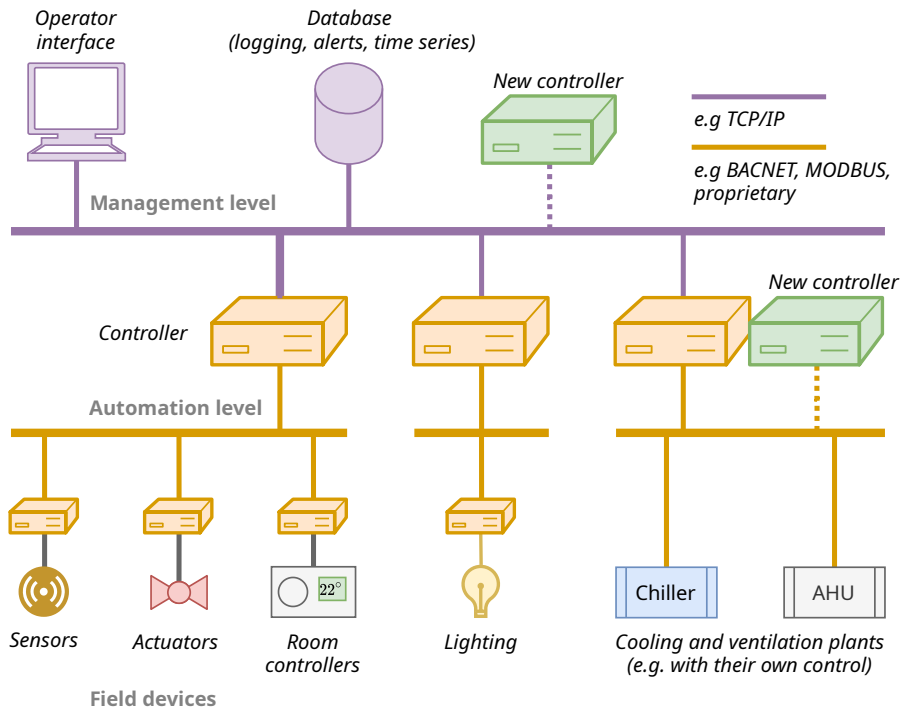 Operator
interface
Database
(logging, alerts, time series)
New controller
e.g TCP/IP
e.g BACNET, MODBUS,
proprietary
Management level
New controller
Controller
Automation level
22°
Chiller
AHU
Sensors
Actuators
Room
controllers
Lighting
Cooling and ventilation plants
(e.g. with their own control)
Field devices